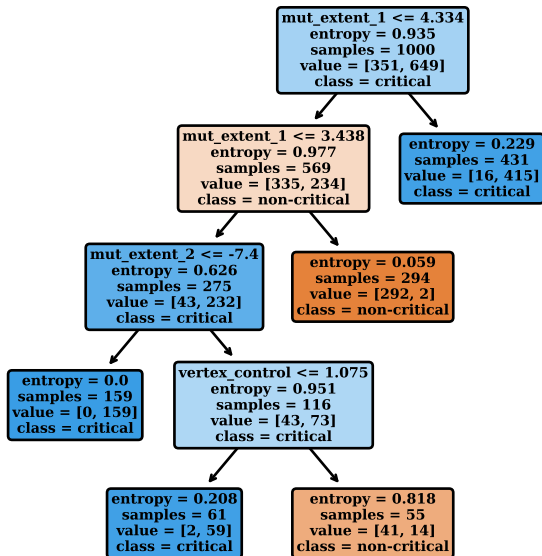 mut_extent_1 <= 4.334
entropy = 0.935
samples = 1000
value = [351, 649]
class = critical
mut_extent_1 <= 3.438
entropy = 0.977
samples = 569
value = [335, 234]
class = non-critical
entropy = 0.229
samples = 431
value = [16, 415]
class = critical
mut_extent_2 <= -7.4
entropy = 0.626
samples = 275
value = [43, 232]
class = critical
entropy = 0.059
samples = 294
value = [292, 2]
class = non-critical
entropy = 0.0
samples = 159
value = [0, 159]
class = critical
vertex_control <= 1.075
entropy = 0.951
samples = 116
value = [43, 73]
class = critical
entropy = 0.208
samples = 61
value = [2, 59]
class = critical
entropy = 0.818
samples = 55
value = [41, 14]
class = non-critical